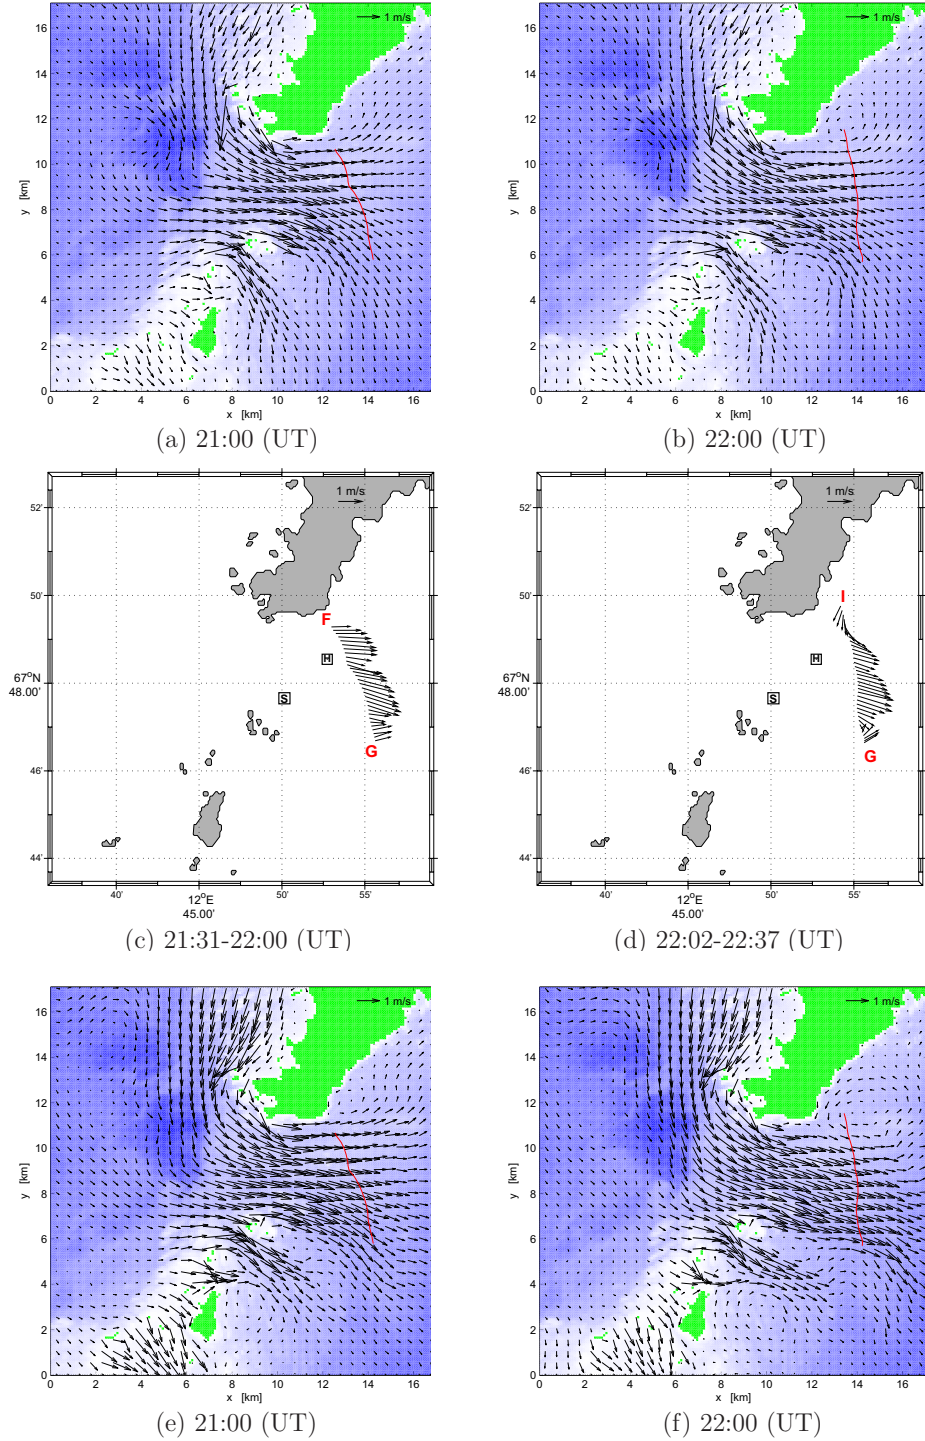 1 m/s
16
14
12
10
8
6
4
2
0
y [km]
0 2 4 6 8 10 12 14 16
x [km]
(a) 21:00 (UT)
1 m/s
16
14
12
10
8
6
4
2
0
y [km]
0 2 4 6 8 10 12 14 16
x [km]
(b) 22:00 (UT)
1 m/s
52'
50'
67°N
48.00'
46'
44'
F
H
S
G
40' 12°E 50' 55'
45.00'
(c) 21:31-22:00 (UT)
1 m/s
52'
50'
67°N
48.00'
46'
44'
I
H
S
G
40' 12°E 50' 55'
45.00'
(d) 22:02-22:37 (UT)
1 m/s
16
14
12
10
8
6
4
2
0
y [km]
0 2 4 6 8 10 12 14 16
x [km]
(e) 21:00 (UT)
1 m/s
16
14
12
10
8
6
4
2
0
y [km]
0 2 4 6 8 10 12 14 16
x [km]
(f) 22:00 (UT)